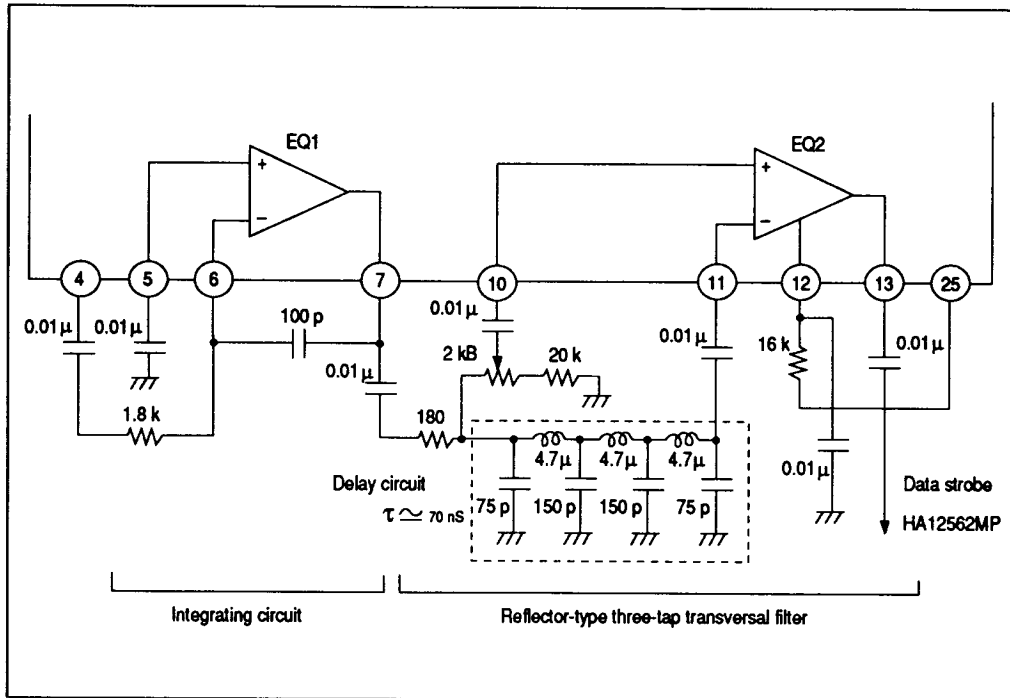 EQ1
EQ2
+
−
+
−
4
5
6
7
10
11
12
13
25
0.01 μ
0.01 μ
100 p
0.01 μ
0.01 μ
2 kB
20 k
0.01 μ
16 k
0.01 μ
1.8 k
180
4.7 μ
4.7 μ
4.7 μ
Delay circuit
τ ≃ 70 nS
75 p
150 p
150 p
75 p
0.01 μ
Data strobe
HA12562MP
Integrating circuit
Reflector-type three-tap transversal filter